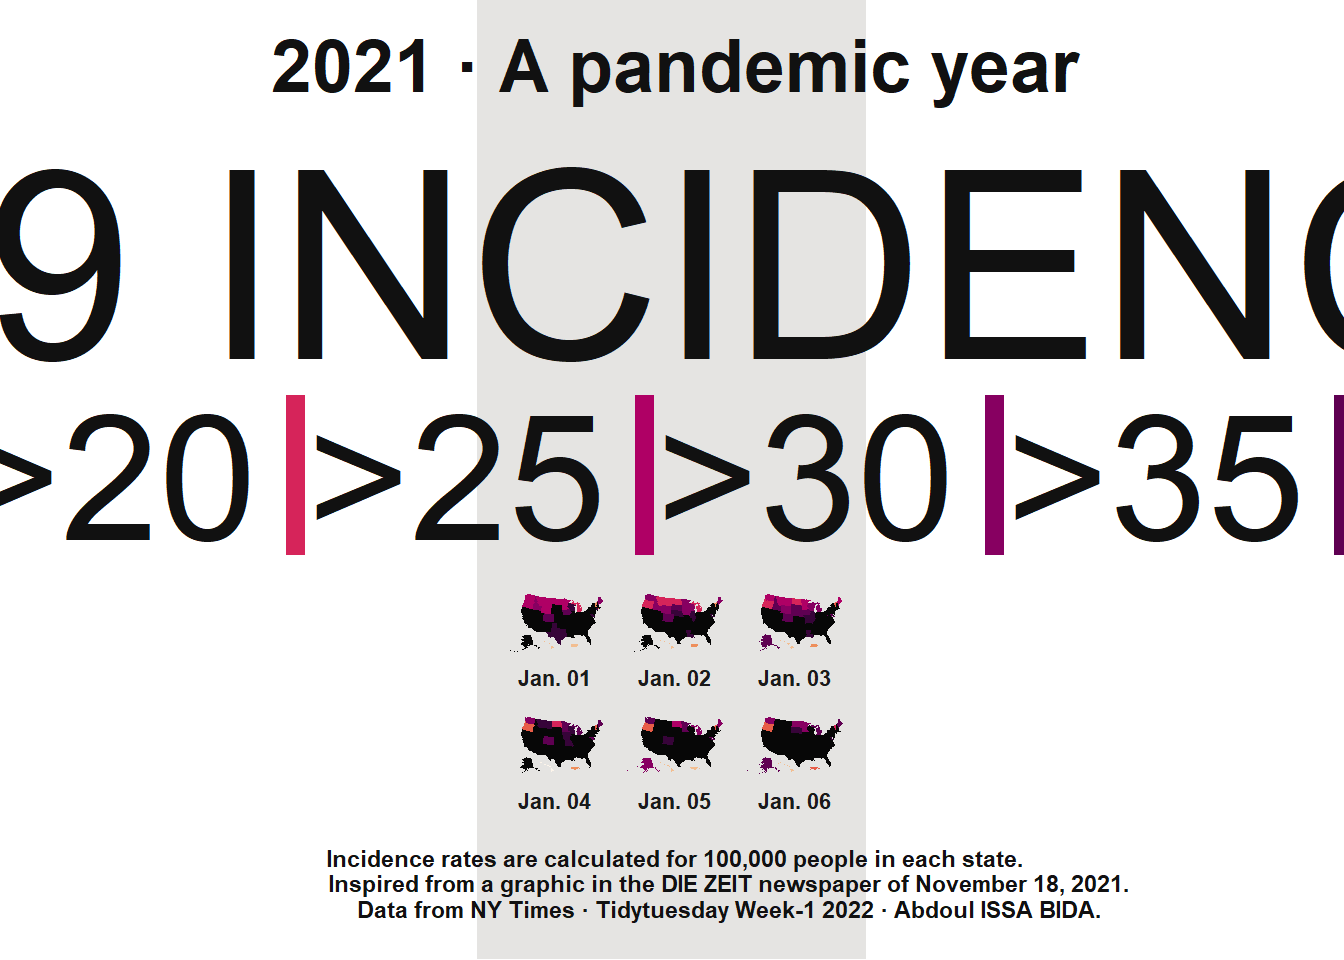 2021 · A pandemic year
9 INCIDENC
>20 >25 >30 >35
Jan. 01 Jan. 02 Jan. 03
Jan. 04 Jan. 05 Jan. 06
Incidence rates are calculated for 100,000 people in each state.
Inspired from a graphic in the DIE ZEIT newspaper of November 18, 2021.
Data from NY Times · Tidytuesday Week-1 2022 · Abdoul ISSA BIDA.